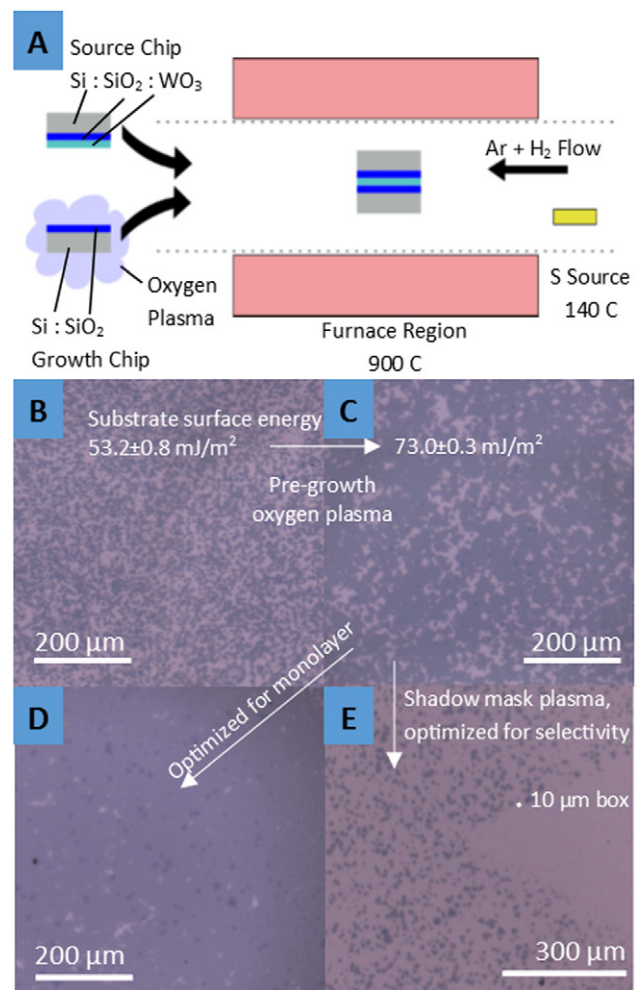 A
Source Chip
Si : SiO₂ : WO₃
Ar + H₂ Flow
Oxygen
Plasma
S Source
140 C
Si : SiO₂
Growth Chip
Furnace Region
900 C
B
C
Substrate surface energy
53.2±0.8 mJ/m²
73.0±0.3 mJ/m²
Pre-growth
oxygen plasma
200 µm
200 µm
D
E
Optimized for monolayer
Shadow mask plasma,
optimized for selectivity
10 µm box
200 µm
300 µm